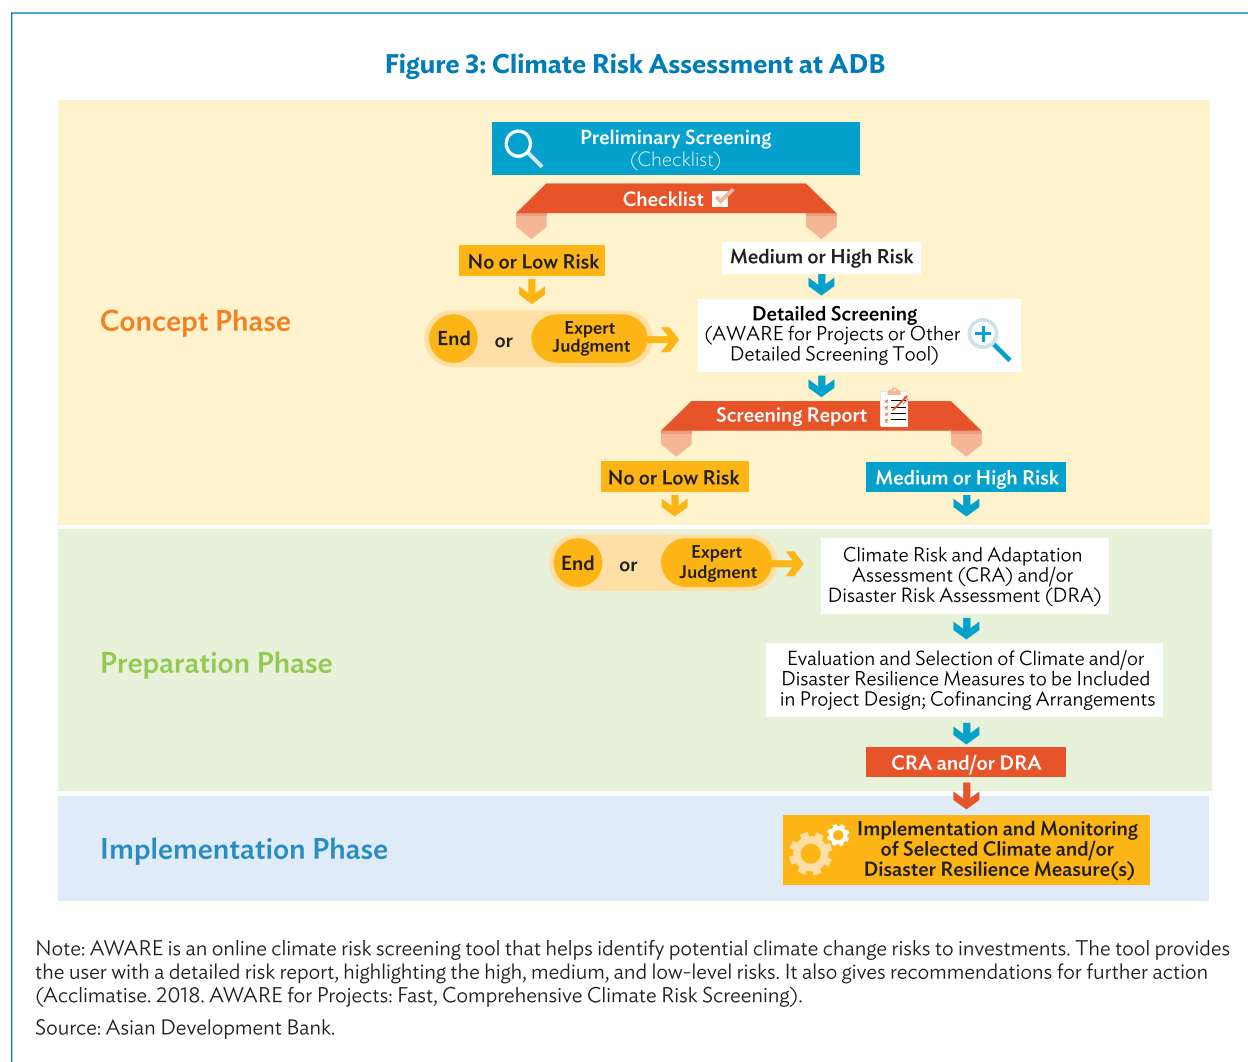 Figure 3: Climate Risk Assessment at ADB
Preliminary Screening
(Checklist)
Checklist
No or Low Risk
Medium or High Risk
Concept Phase
End
or
Expert
Judgment
Detailed Screening
(AWARE for Projects or Other
Detailed Screening Tool)
Screening Report
No or Low Risk
Medium or High Risk
Preparation Phase
End
or
Expert
Judgment
Climate Risk and Adaptation
Assessment (CRA) and/or
Disaster Risk Assessment (DRA)
Evaluation and Selection of Climate and/or
Disaster Resilience Measures to be Included
in Project Design; Cofinancing Arrangements
CRA and/or DRA
Implementation Phase
Implementation and Monitoring
of Selected Climate and/or
Disaster Resilience Measure(s)
Note: AWARE is an online climate risk screening tool that helps identify potential climate change risks to investments. The tool provides
the user with a detailed risk report, highlighting the high, medium, and low-level risks. It also gives recommendations for further action
(Acclimatise. 2018. AWARE for Projects: Fast, Comprehensive Climate Risk Screening).
Source: Asian Development Bank.